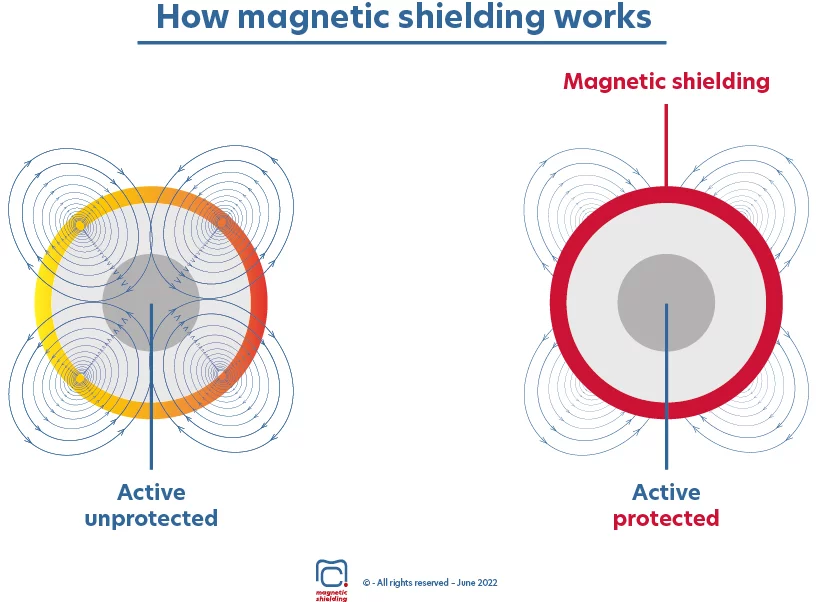 How magnetic shielding works
Magnetic shielding
Active
unprotected
Active
protected
magnetic
shielding
© - All rights reserved – June 2022